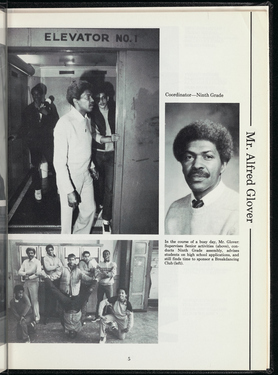 ELEVATOR NO. 1
Coordinator—Ninth Grade
Mr. Alfred Glover
In the course of a busy day, Mr. Glover
Supervises Senior activities (above), con-
ducts Ninth Grade assembly, advises
students on high school applications, and
still finds time to sponsor a Breakdancing
Club (left).
5